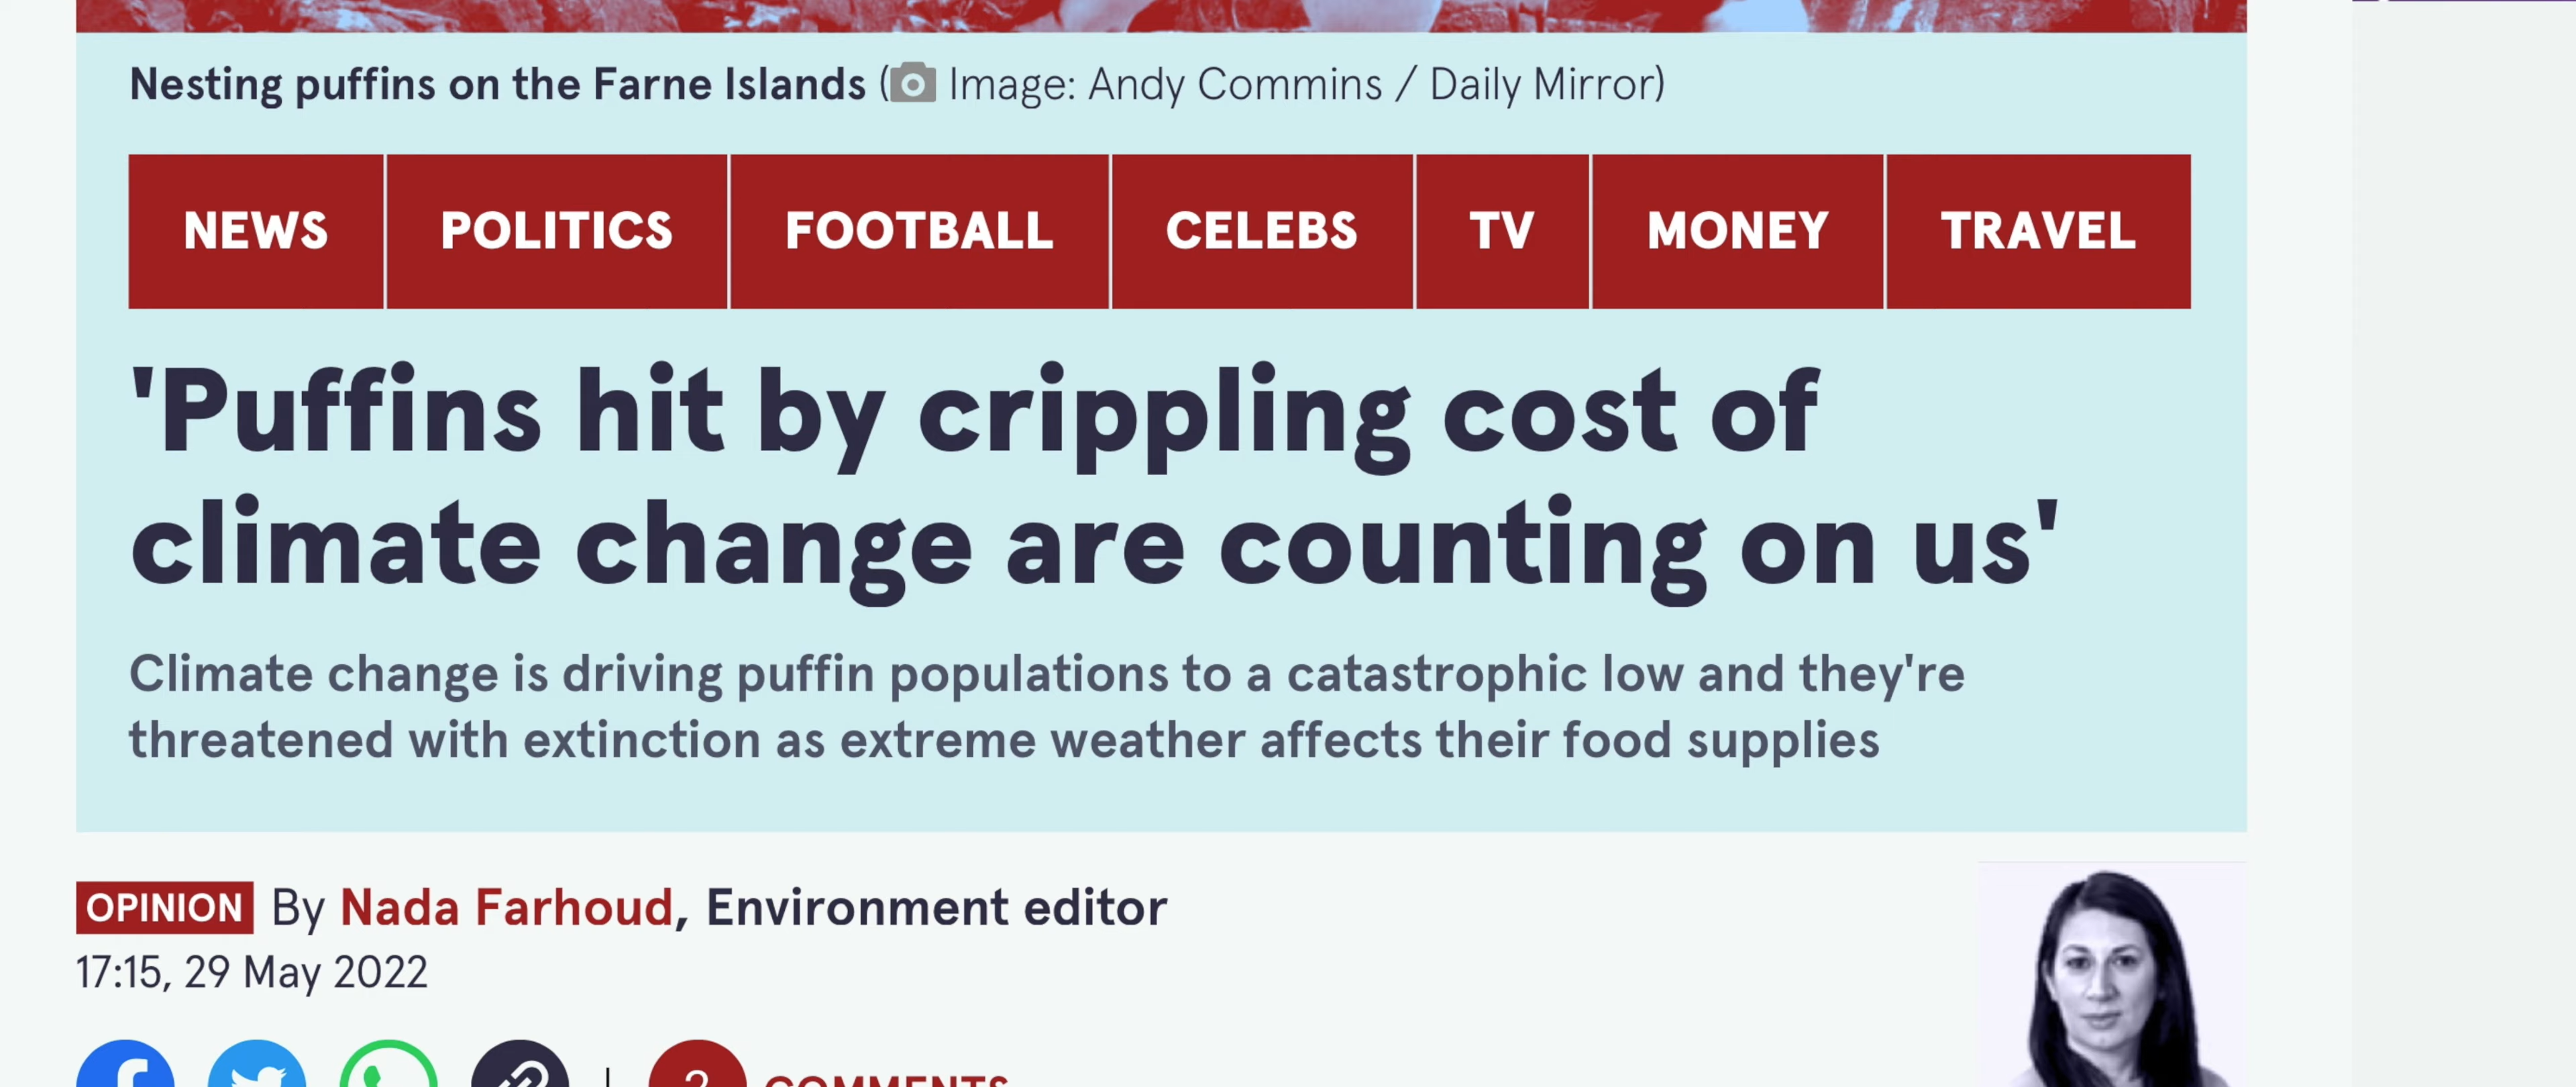 Nesting puffins on the Farne Islands (Image: Andy Commins / Daily Mirror)
NEWS POLITICS FOOTBALL CELEBS TV MONEY TRAVEL
'Puffins hit by crippling cost of
climate change are counting on us'
Climate change is driving puffin populations to a catastrophic low and they're
threatened with extinction as extreme weather affects their food supplies
OPINION By Nada Farhoud, Environment editor
17:15, 29 May 2022
COMMENTS